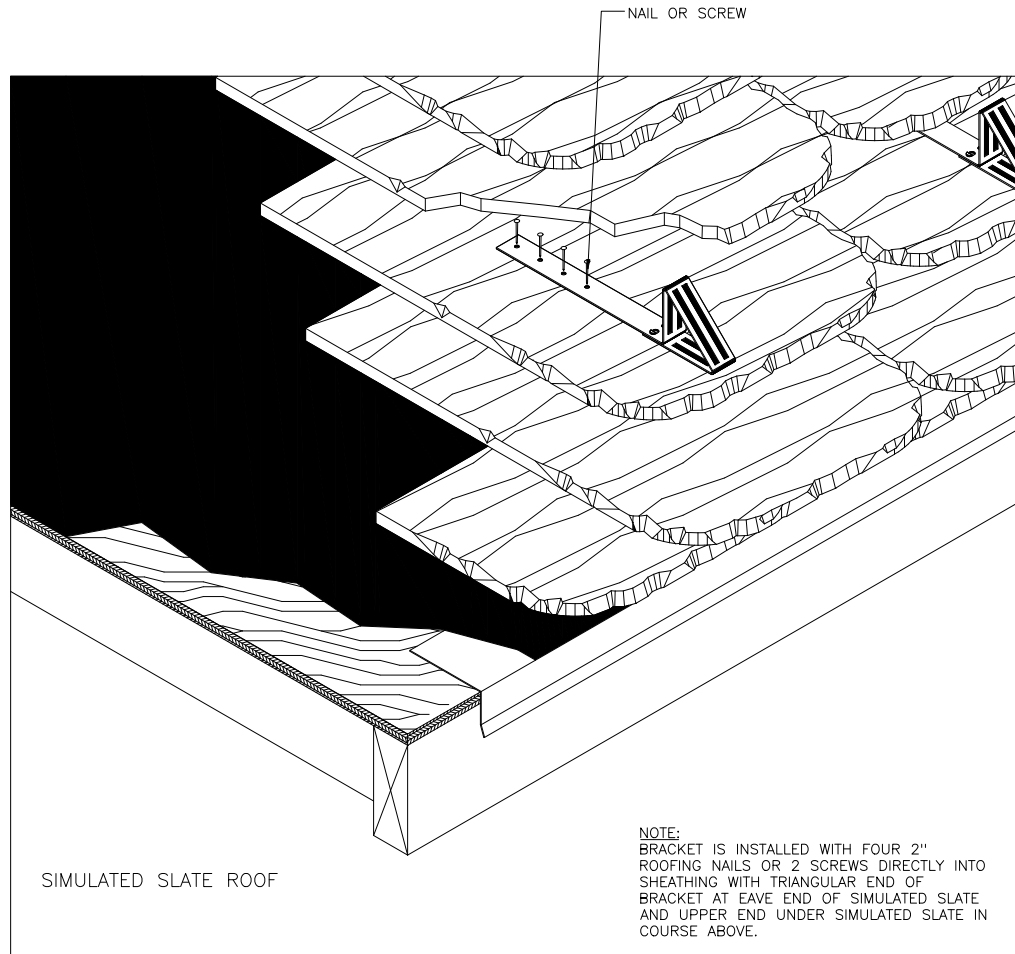 NAIL OR SCREW
SIMULATED SLATE ROOF
NOTE:
BRACKET IS INSTALLED WITH FOUR 2"
ROOFING NAILS OR 2 SCREWS DIRECTLY INTO
SHEATHING WITH TRIANGULAR END OF
BRACKET AT EAVE END OF SIMULATED SLATE
AND UPPER END UNDER SIMULATED SLATE IN
COURSE ABOVE.